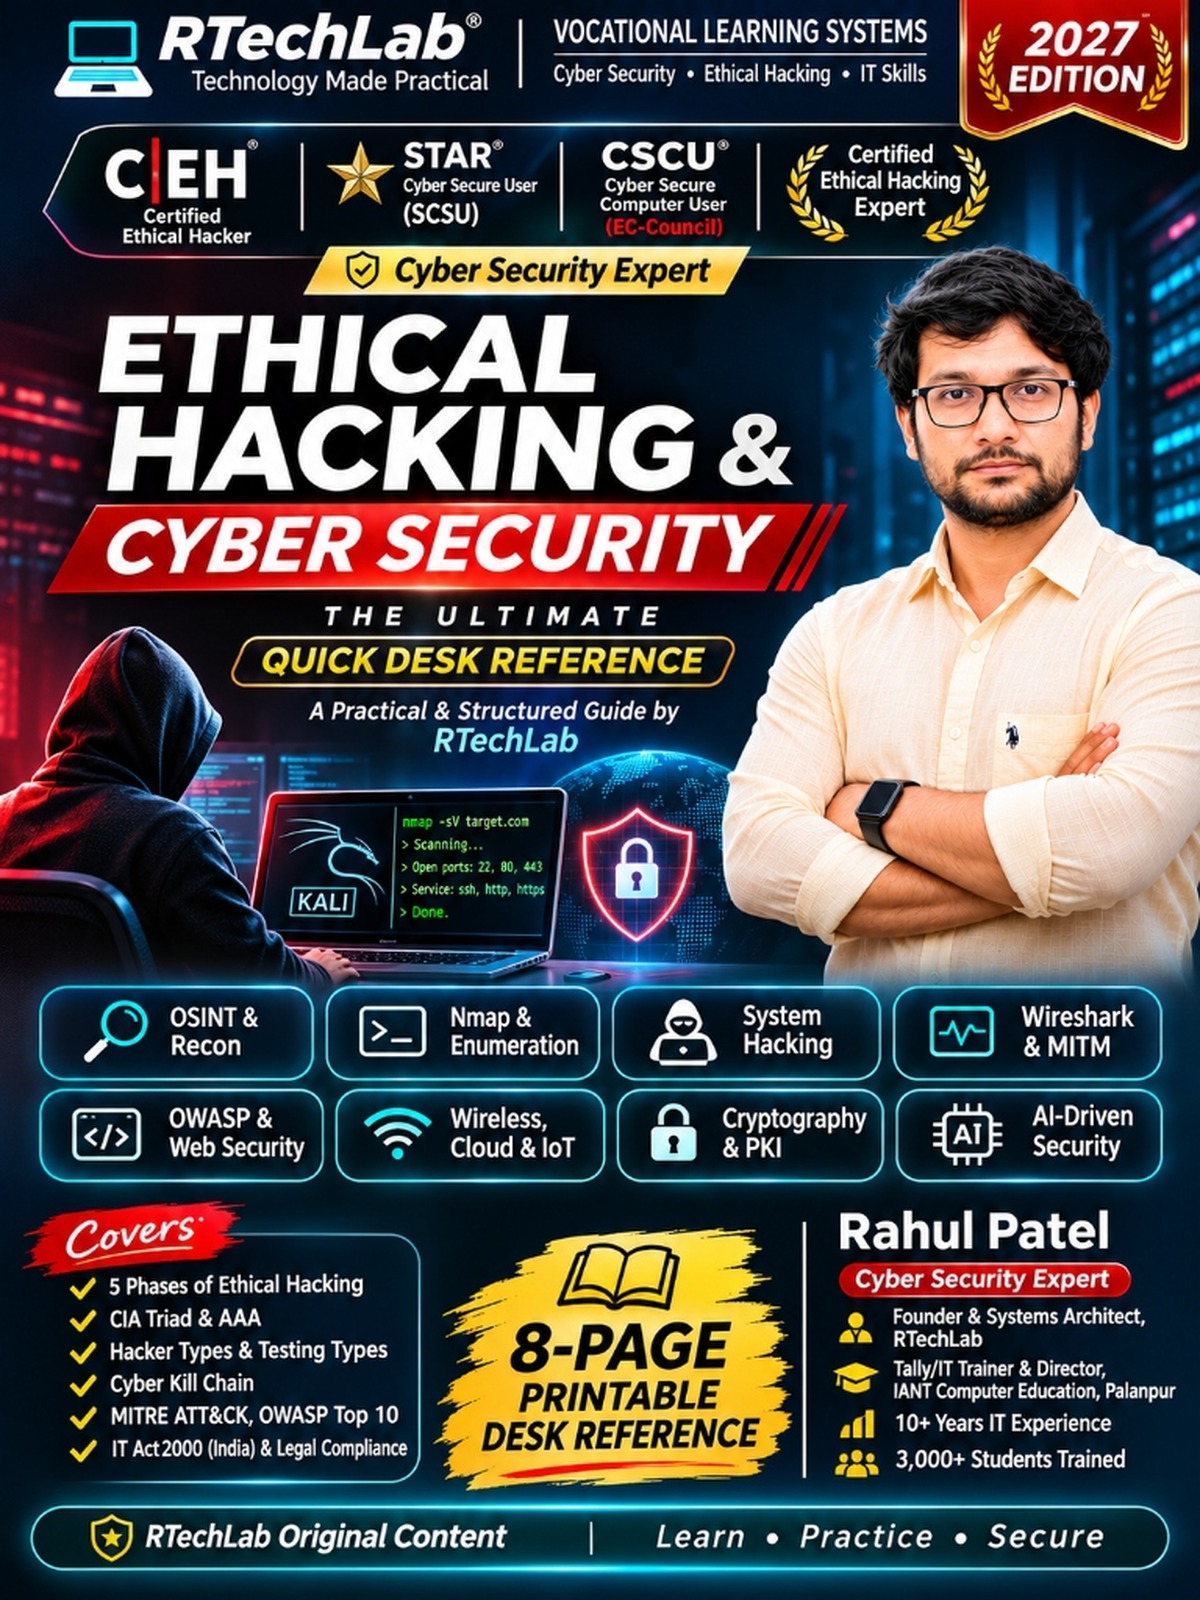 RTechLab®
Technology Made Practical
VOCATIONAL LEARNING SYSTEMS
Cyber Security • Ethical Hacking • IT Skills
2027
EDITION
C|EH®
Certified
Ethical Hacker
STAR®
Cyber Secure User
(SCSU)
CSCU®
Cyber Secure
Computer User
(EC-Council)
Certified
Ethical Hacking
Expert
Cyber Security Expert
ETHICAL
HACKING &
CYBER SECURITY
THE ULTIMATE
QUICK DESK REFERENCE
A Practical & Structured Guide by
RTechLab
KALI
nmap -sV target.com
> Scanning...
> Open ports: 22, 80, 443
> Service: ssh, http, https
> Done.
OSINT &
Recon
Nmap &
Enumeration
System
Hacking
Wireshark
& MITM
OWASP &
Web Security
Wireless,
Cloud & IoT
Cryptography
& PKI
AI
AI-Driven
Security
Covers:
5 Phases of Ethical Hacking
CIA Triad & AAA
Hacker Types & Testing Types
Cyber Kill Chain
MITRE ATT&CK, OWASP Top 10
IT Act 2000 (India) & Legal Compliance
8-PAGE
PRINTABLE
DESK REFERENCE
Rahul Patel
Cyber Security Expert
Founder & Systems Architect,
RTechLab
Tally/IT Trainer & Director,
IANT Computer Education, Palanpur
10+ Years IT Experience
3,000+ Students Trained
RTechLab Original Content
Learn • Practice • Secure